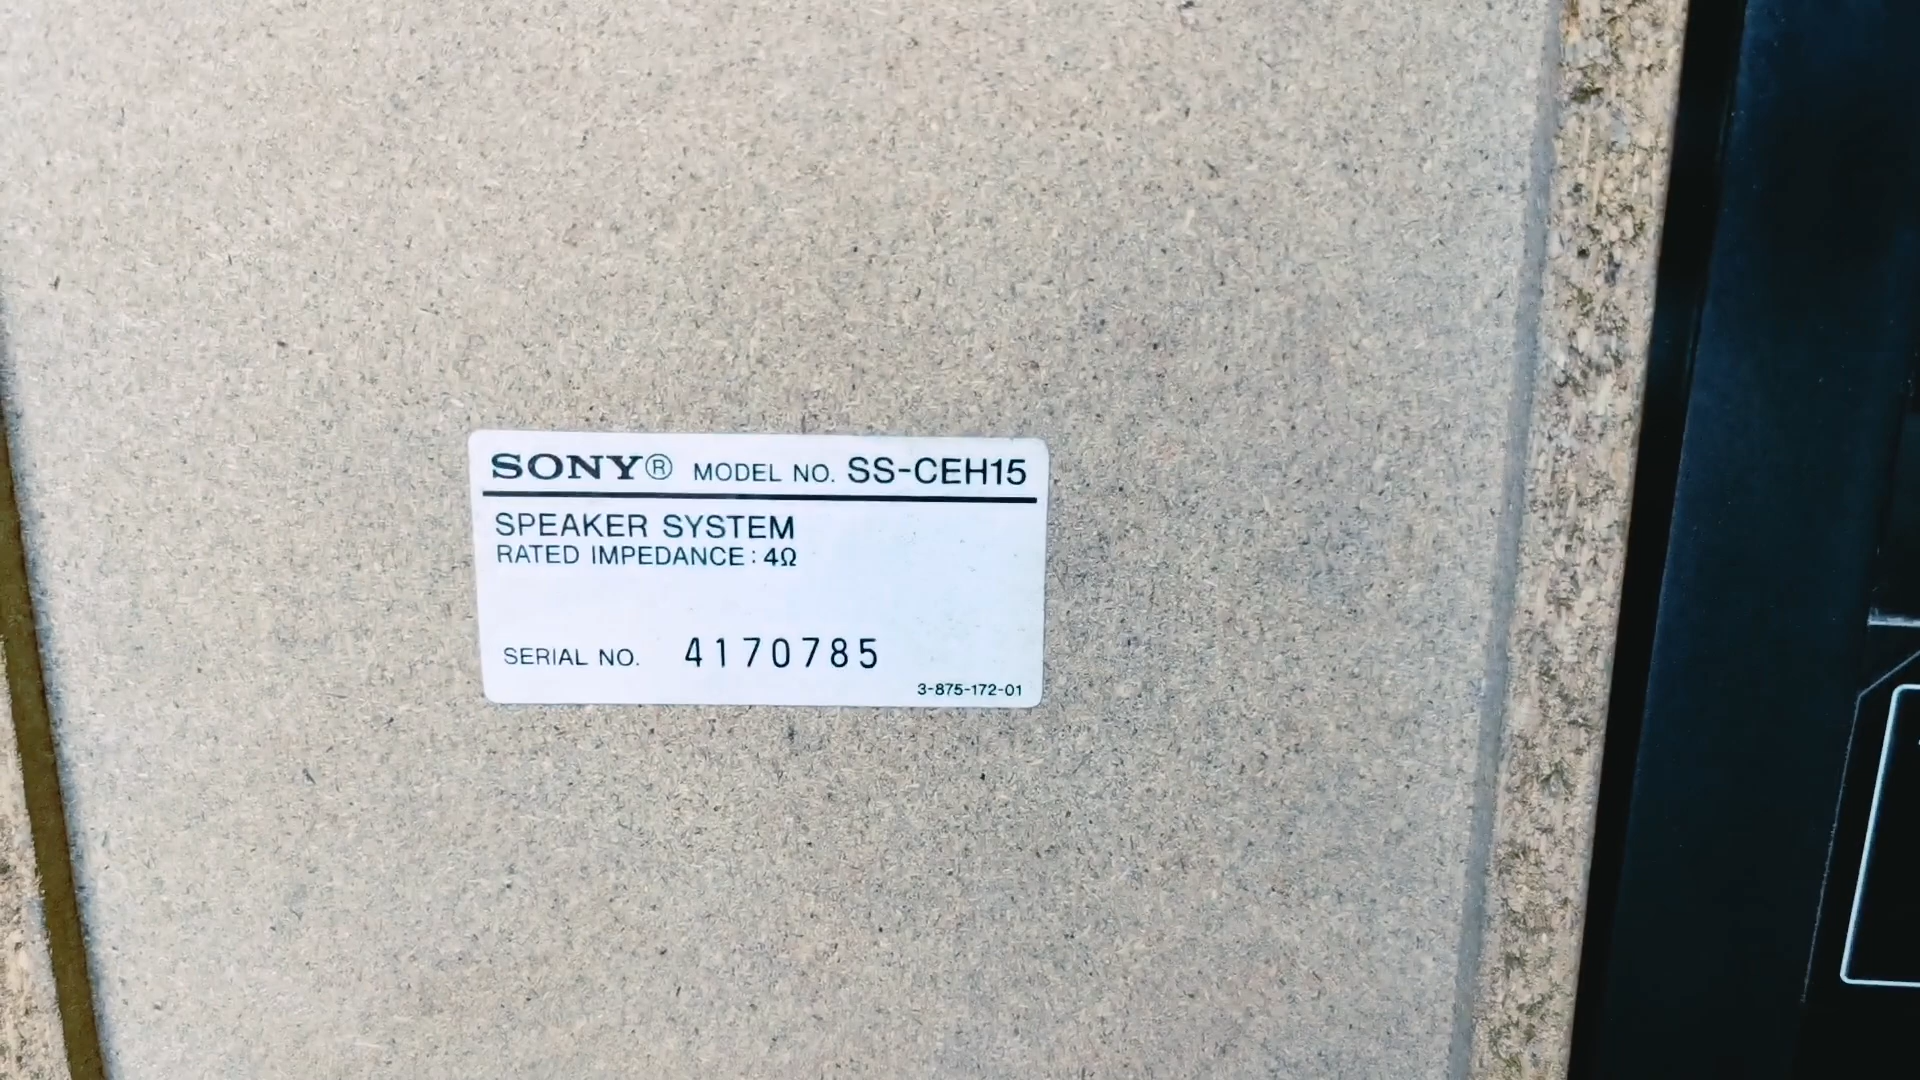 SONY® MODEL NO. SS-CEH15
SPEAKER SYSTEM
RATED IMPEDANCE : 4Ω
SERIAL NO. 4170785
3-875-172-01